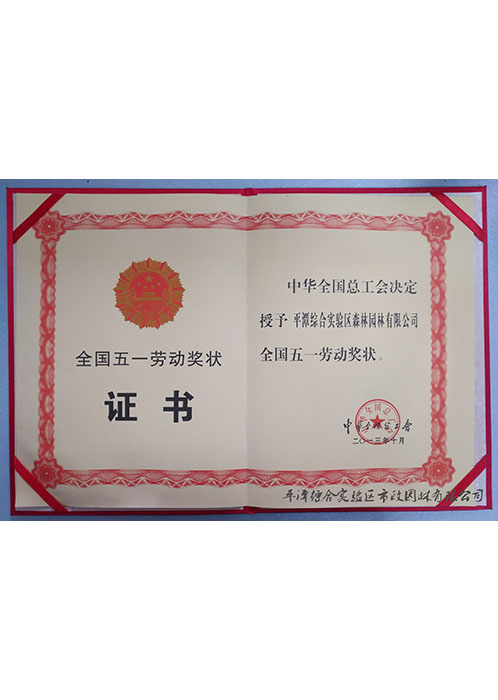 全国五一劳动奖状
证书
中华全国总工会决定
授予 平潭综合实验区森林园林有限公司
全国五一劳动奖状。
中华全国总工会
二〇一三年十月
平潭综合实验区市政园林有限公司